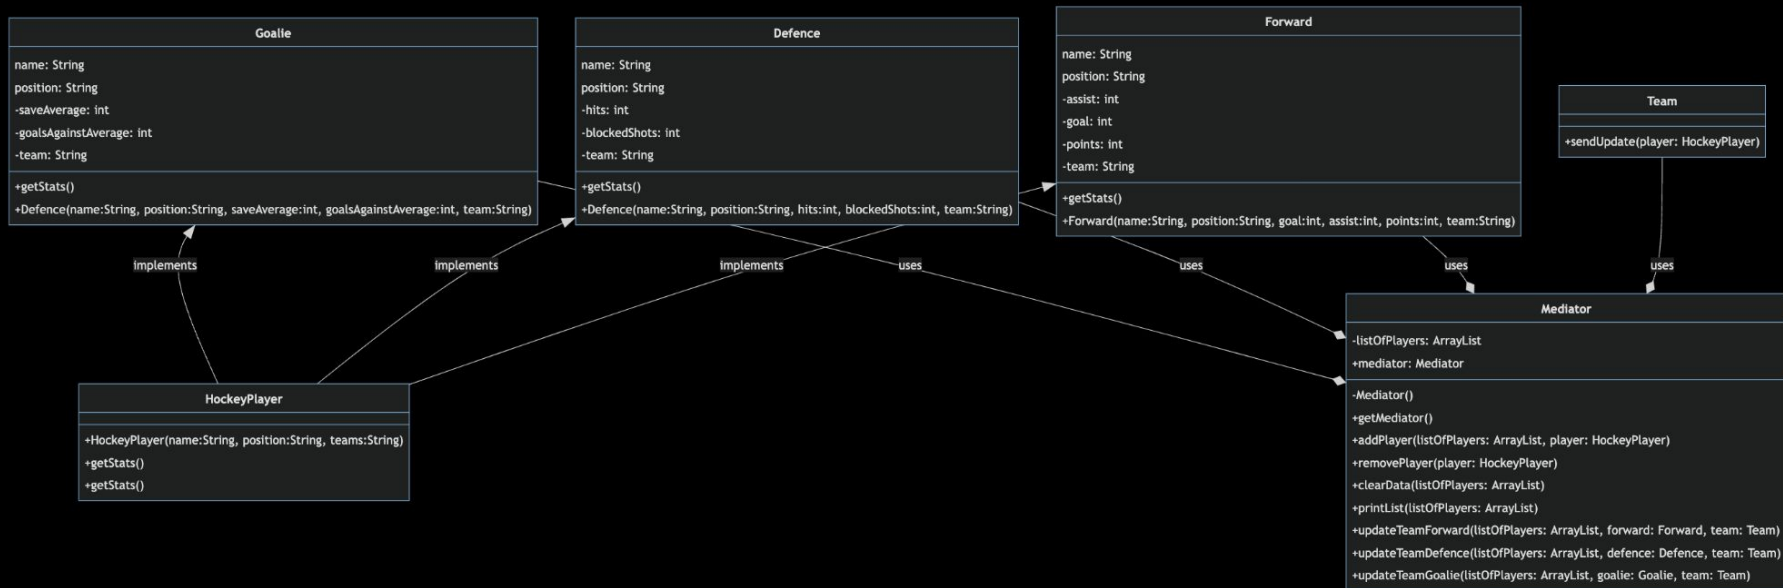 Goalie
name: String
position: String
-saveAverage: int
-goalsAgainstAverage: int
-team: String
+getStats()
+Defence(name:String, position:String, saveAverage:int, goalsAgainstAverage:int, team:String)
Defence
name: String
position: String
-hits: int
-blockedShots: int
-team: String
+getStats()
+Defence(name:String, position:String, hits:int, blockedShots:int, team:String)
Forward
name: String
position: String
-assist: int
-goal: int
-points: int
-team: String
+getStats()
+Forward(name:String, position:String, goal:int, assist:int, points:int, team:String)
Team
+sendUpdate(player: HockeyPlayer)
implements
implements
implements
uses
uses
uses
uses
HockeyPlayer
+HockeyPlayer(name:String, position:String, teams:String)
+getStats()
+getStats()
Mediator
-listOfPlayers: ArrayList
+mediator: Mediator
-Mediator()
+getMediator()
+addPlayer(listOfPlayers: ArrayList, player: HockeyPlayer)
+removePlayer(player: HockeyPlayer)
+clearData(listOfPlayers: ArrayList)
+printList(listOfPlayers: ArrayList)
+updateTeamForward(listOfPlayers: ArrayList, forward: Forward, team: Team)
+updateTeamDefence(listOfPlayers: ArrayList, defence: Defence, team: Team)
+updateTeamGoalie(listOfPlayers: ArrayList, goalie: Goalie, team: Team)